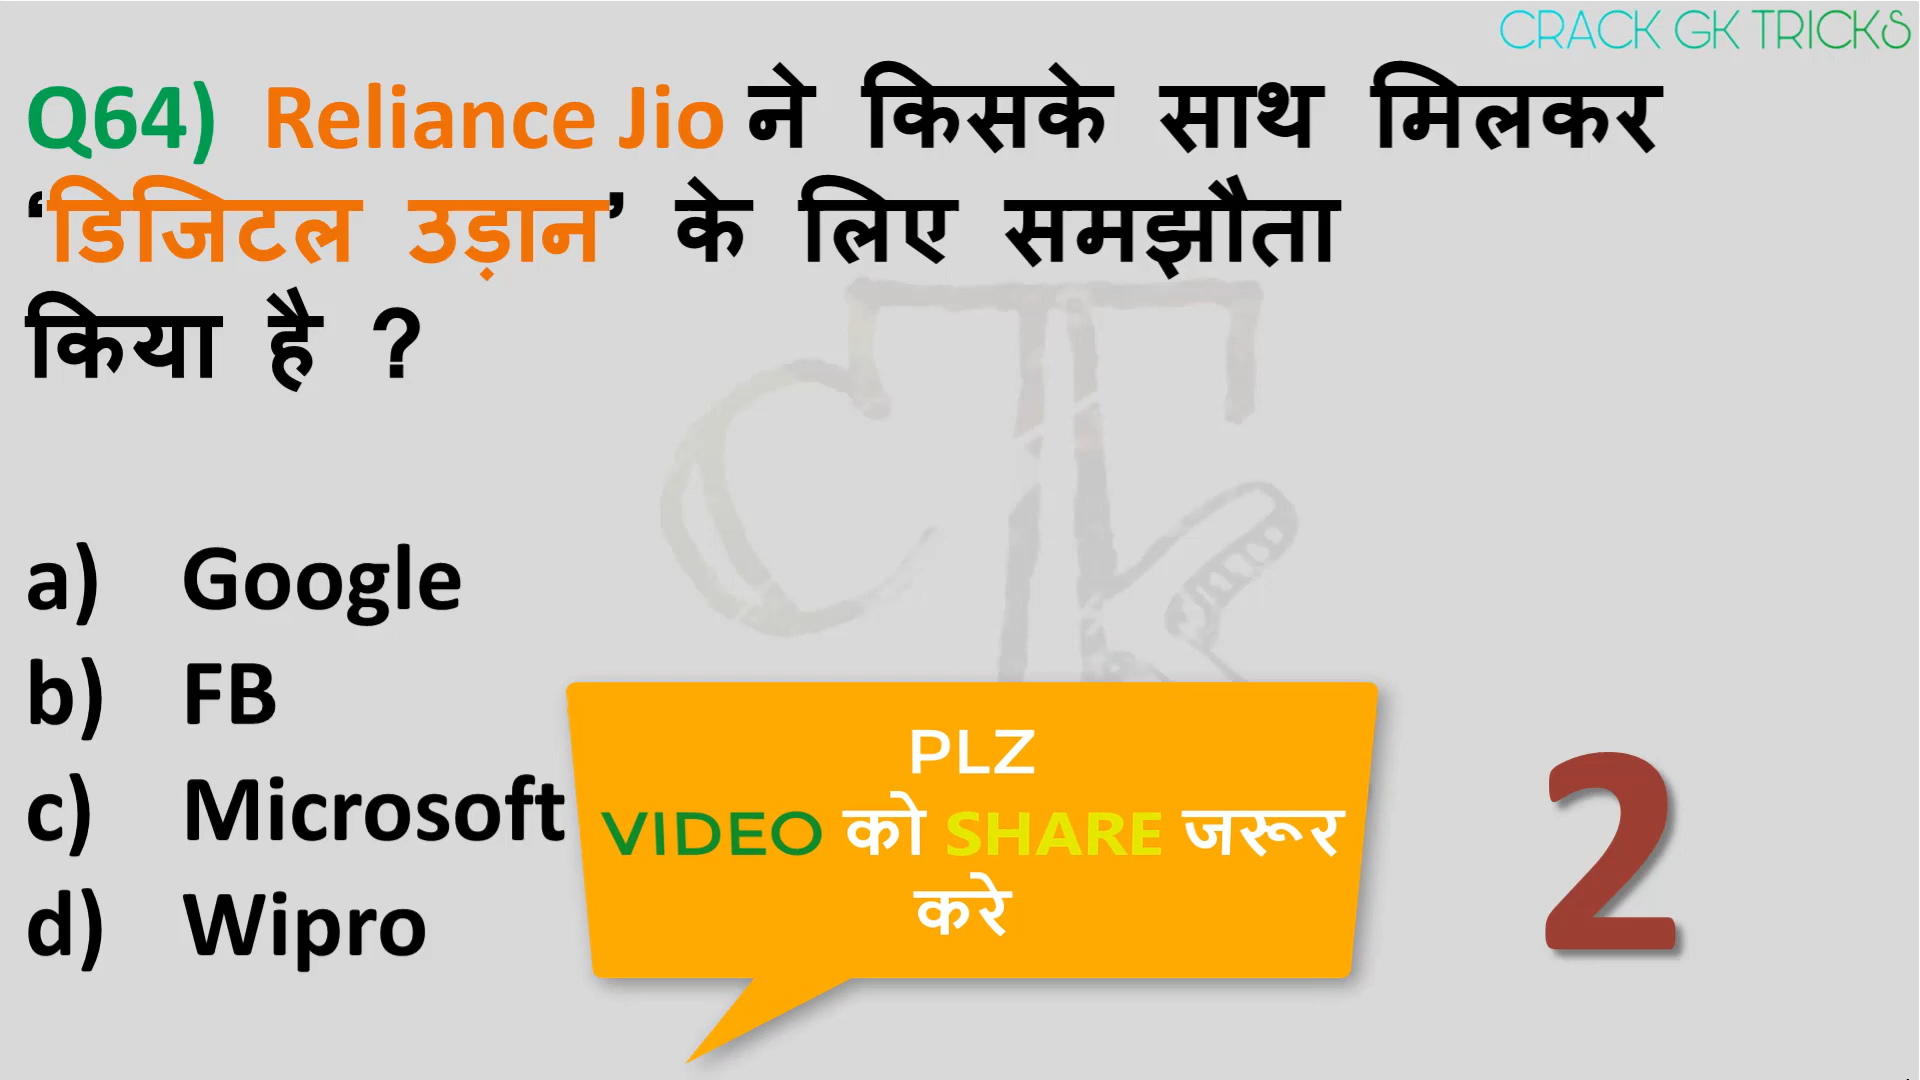 CRACK GK TRICKS
Q64) Reliance Jio ने किसके साथ मिलकर
‘डिजिटल उड़ान’ के लिए समझौता
किया है ?
a) Google
b) FB
c) Microsoft
d) Wipro
PLZ
VIDEO को SHARE जरूर
करे
2